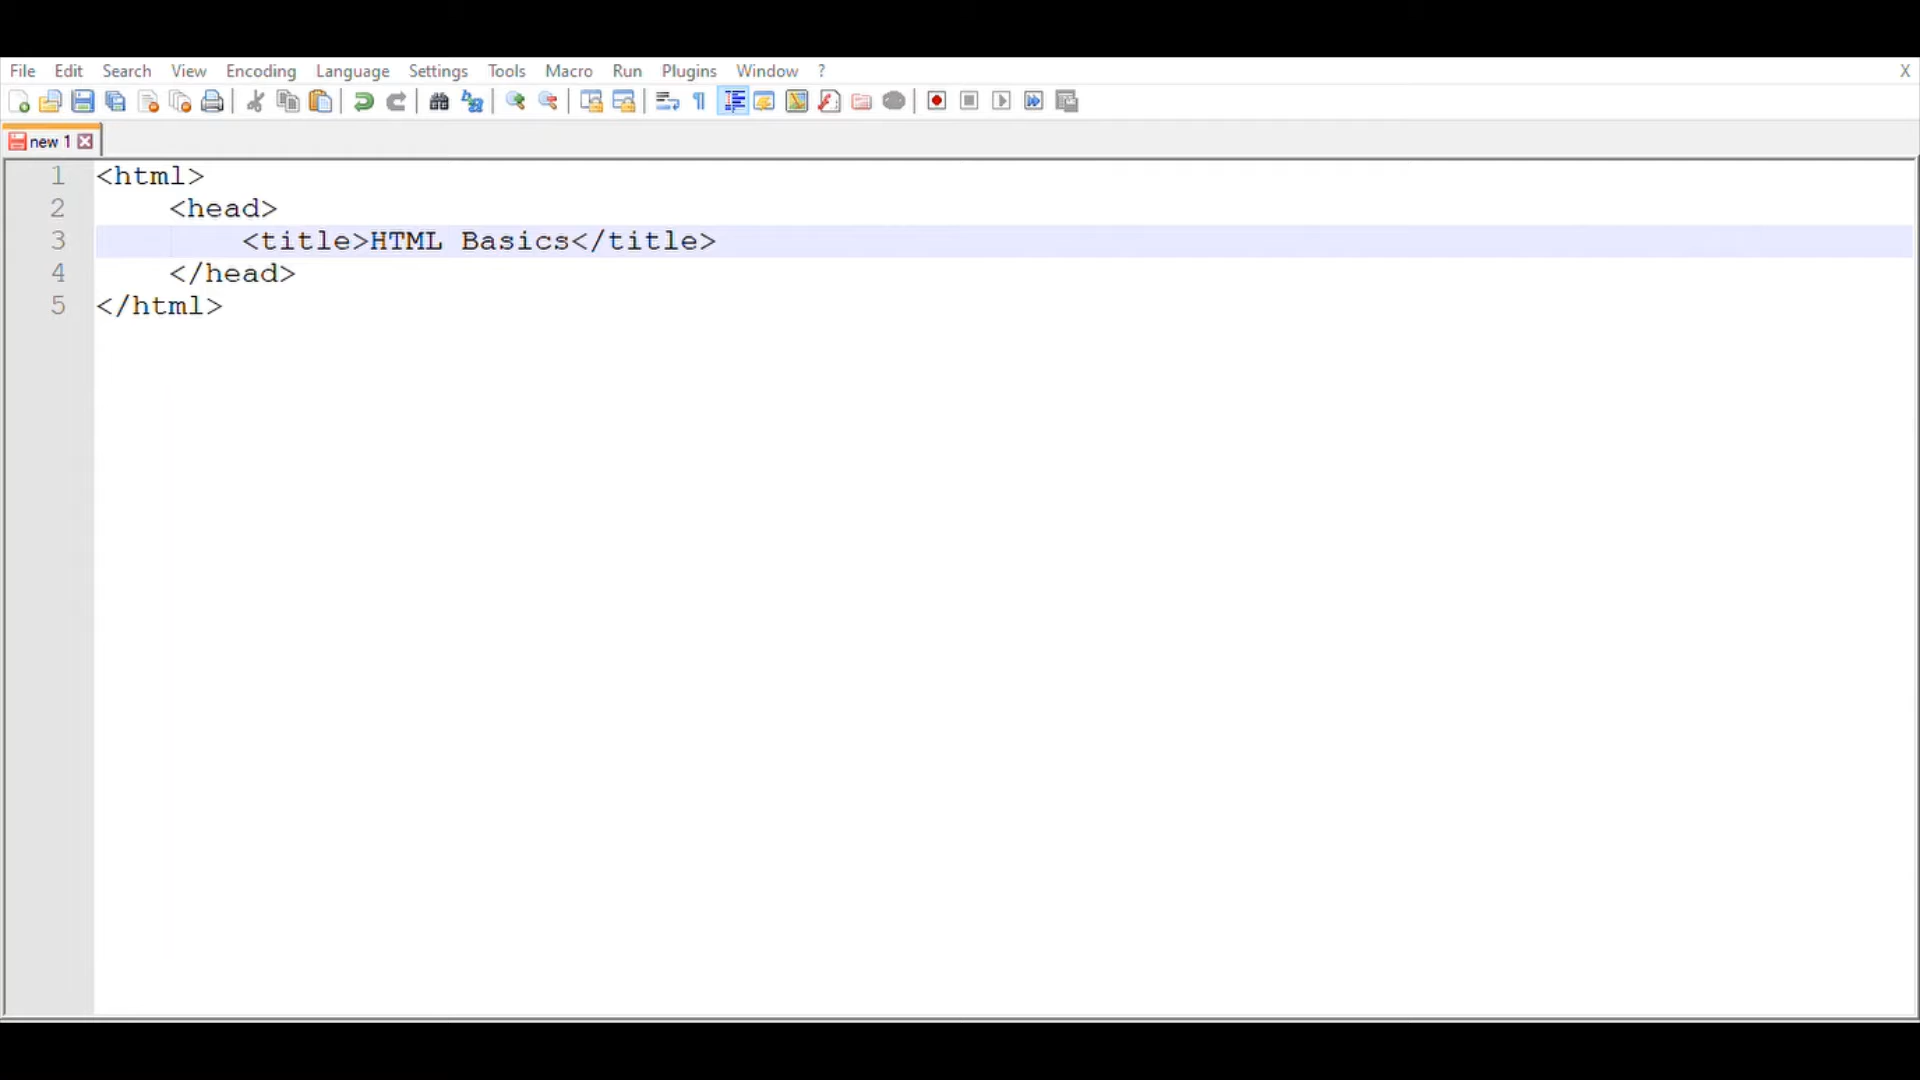 File Edit Search View Encoding Language Settings Tools Macro Run Plugins Window ? X
new 1
1 <html>
2 <head>
3 <title>HTML Basics</title>
4 </head>
5 </html>